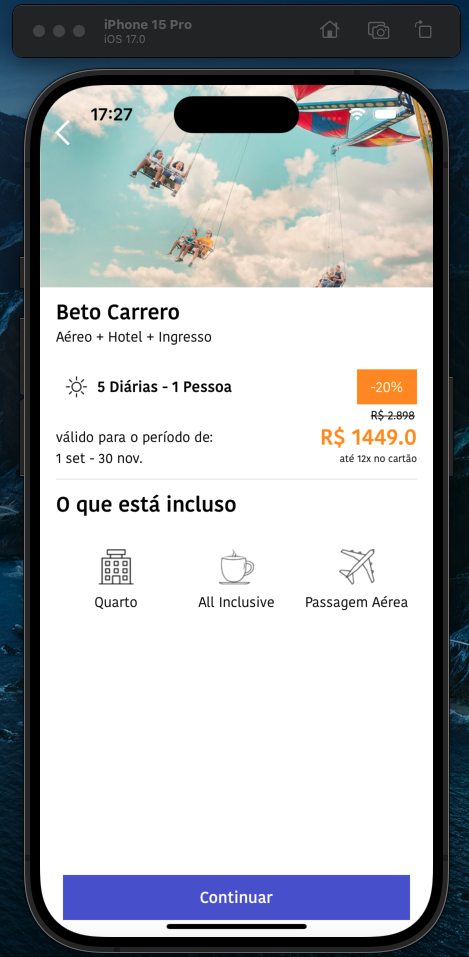 iPhone 15 Pro
iOS 17.0
17:27
Beto Carrero
Aéreo + Hotel + Ingresso
5 Diárias - 1 Pessoa
-20%
R$ 2.898
válido para o período de:
R$ 1449.0
1 set - 30 nov.
até 12x no cartão
O que está incluso
Quarto
All Inclusive
Passagem Aérea
Continuar